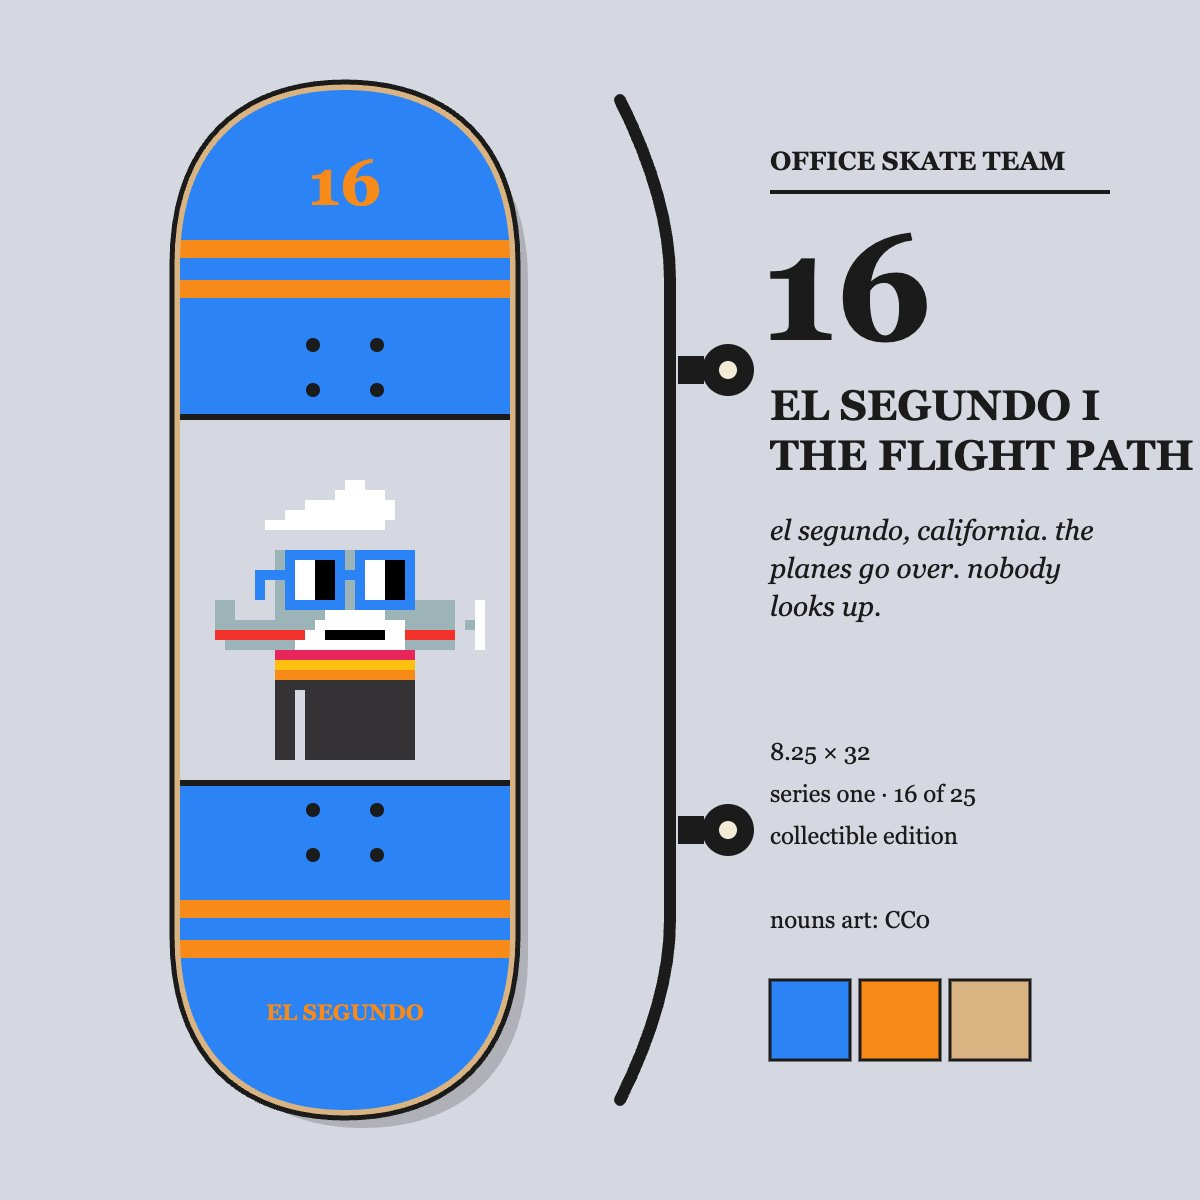 16
EL SEGUNDO
OFFICE SKATE TEAM
16
EL SEGUNDO I
THE FLIGHT PATH
el segundo, california. the
planes go over. nobody
looks up.
8.25 × 32
series one · 16 of 25
collectible edition
nouns art: CC0